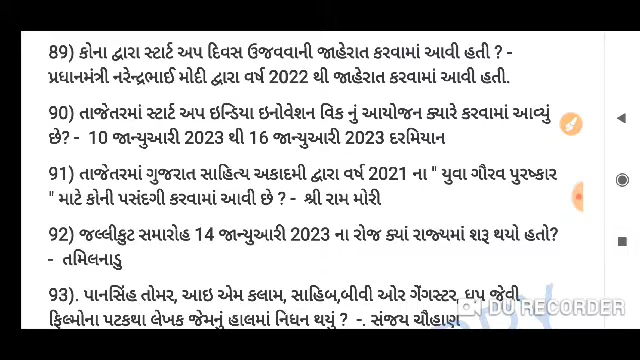 89) કોના દ્વારા સ્ટાર્ટ અપ દિવસ ઉજવવાની જાહેરાત કરવામાં આવી હતી ? -
પ્રધાનમંત્રી નરેન્દ્રભાઈ મોદી દ્વારા વર્ષ 2022 થી જાહેરાત કરવામાં આવી હતી.
90) તાજેતરમાં સ્ટાર્ટ અપ ઇન્ડિયા ઇનોવેશન વિક નું આયોજન ક્યારે કરવામાં આવ્યું
છે? - 10 જાન્યુઆરી 2023 થી 16 જાન્યુઆરી 2023 દરમિયાન
91) તાજેતરમાં ગુજરાત સાહિત્ય અકાદમી દ્વારા વર્ષ 2021 ના " યુવા ગૌરવ પુરષ્કાર
" માટે કોની પસંદગી કરવામાં આવી છે ? - શ્રી રામ મોરી
92) જલ્લીકુટ સમારોહ 14 જાન્યુઆરી 2023 ના રોજ ક્યાં રાજ્યમાં શરૂ થયો હતો?
- તમિલનાડુ
93). પાનસિંહ તોમર, આઇ એમ કલામ, સાહિબ,બીવી ઓર ગેંગસ્ટર, ધૂપ જેવી
ફિલ્મોના પટકથા લેખક જેમનું હાલમાં નિધન થયું ? -. સંજય ચૌહાણ
DU RECORDER